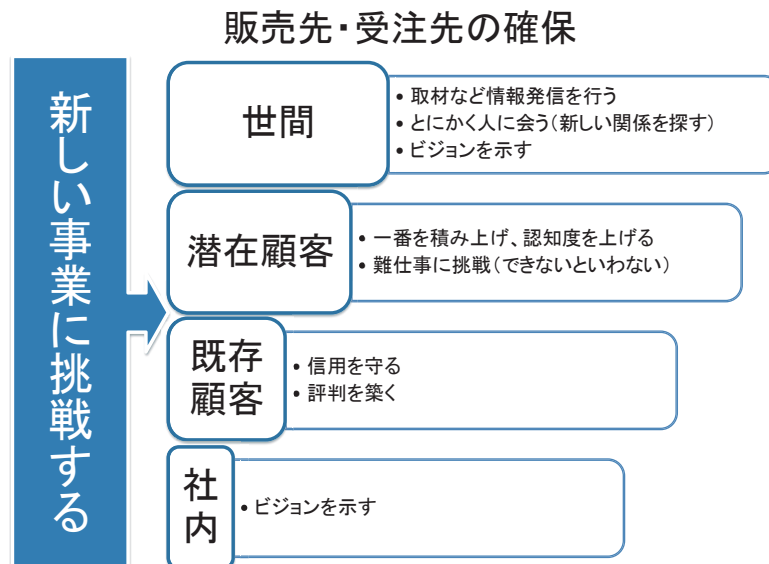 販売先・受注先の確保
新しい事業に挑戦する
世間
• 取材など情報発信を行う
• とにかく人に会う(新しい関係を探す)
• ビジョンを示す
潜在顧客
• 一番を積み上げ、認知度を上げる
• 難仕事に挑戦(できないといわない)
既存
顧客
• 信用を守る
• 評判を築く
社
内
• ビジョンを示す